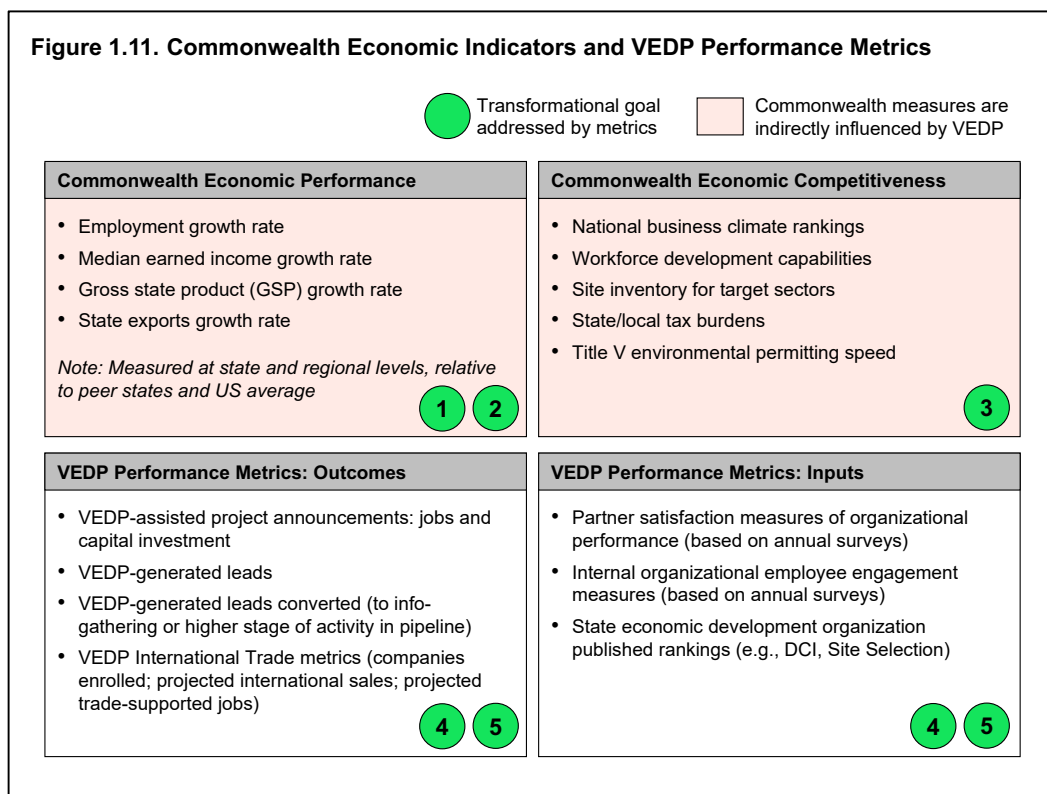 Figure 1.11. Commonwealth Economic Indicators and VEDP Performance Metrics
Transformational goal
addressed by metrics
Commonwealth measures are
indirectly influenced by VEDP
Commonwealth Economic Performance
• Employment growth rate
• Median earned income growth rate
• Gross state product (GSP) growth rate
• State exports growth rate
Note: Measured at state and regional levels, relative
to peer states and US average
1 2
Commonwealth Economic Competitiveness
• National business climate rankings
• Workforce development capabilities
• Site inventory for target sectors
• State/local tax burdens
• Title V environmental permitting speed
3
VEDP Performance Metrics: Outcomes
• VEDP-assisted project announcements: jobs and
capital investment
• VEDP-generated leads
• VEDP-generated leads converted (to info-
gathering or higher stage of activity in pipeline)
• VEDP International Trade metrics (companies
enrolled; projected international sales; projected
trade-supported jobs)
4 5
VEDP Performance Metrics: Inputs
• Partner satisfaction measures of organizational
performance (based on annual surveys)
• Internal organizational employee engagement
measures (based on annual surveys)
• State economic development organization
published rankings (e.g., DCI, Site Selection)
4 5